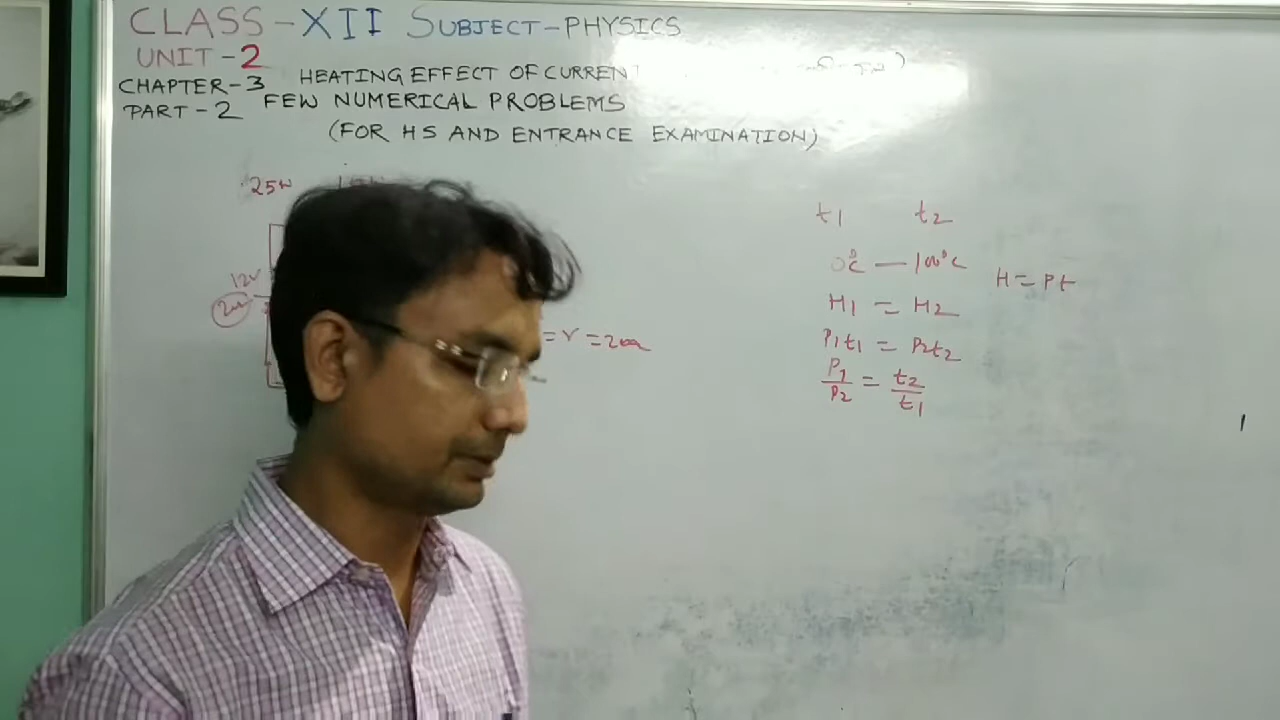 CLASS-XII SUBJECT-PHYSICS
UNIT-2
CHAPTER-3 HEATING EFFECT OF CURREN
PART-2 FEW NUMERICAL PROBLEMS
(FOR HS AND ENTRANCE EXAMINATION)
25W
12V
= r = 2Ω
t1 t2
0°C — 100°C
H = Pt
H1 = H2
P1t1 = P2t2
P1/P2 = t2/t1